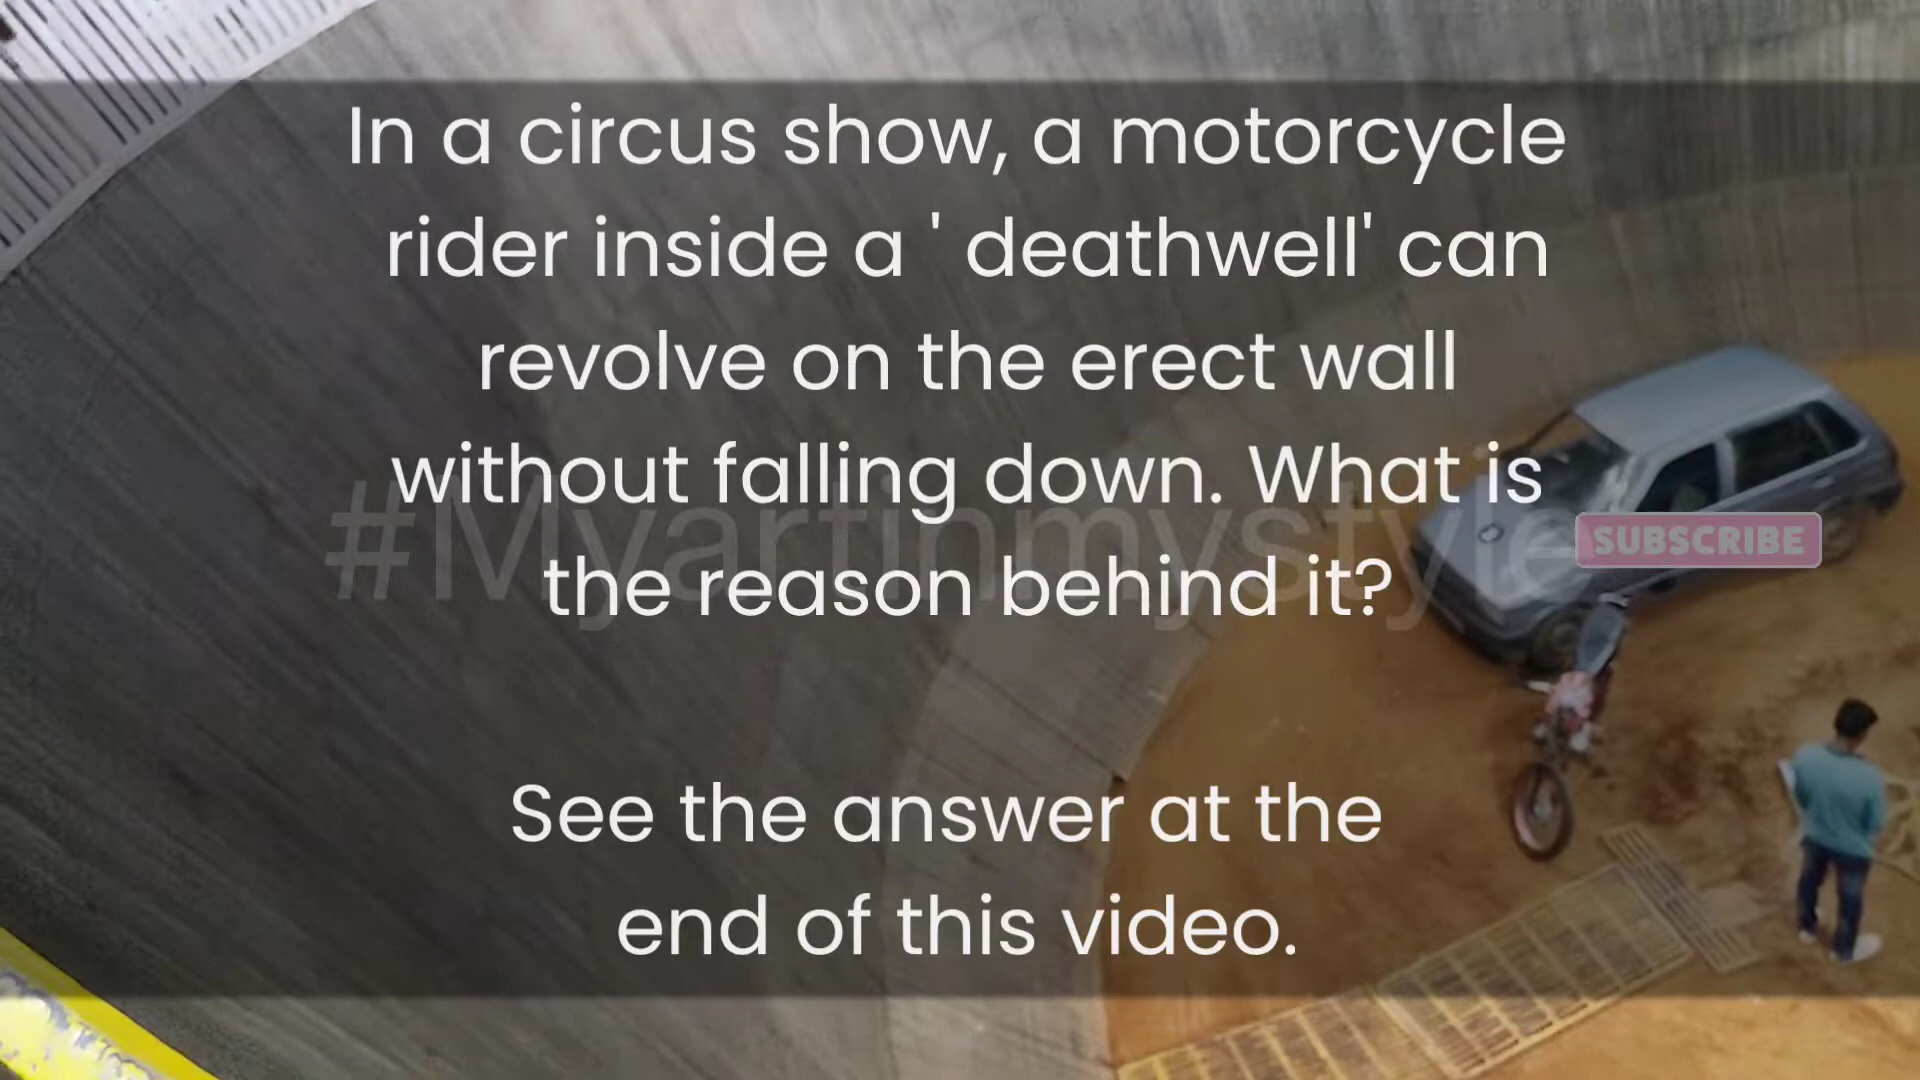 In a circus show, a motorcycle
rider inside a ' deathwell' can
revolve on the erect wall
without falling down. What is
#Myartinmystyle
SUBSCRIBE
the reason behind it?
See the answer at the
end of this video.